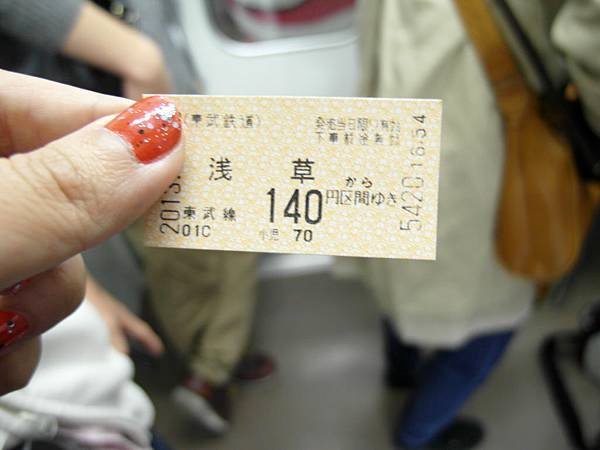 (東武鉄道)
発売当日限り有効
下車前途無効
浅 草 から
東武線 140円区間ゆき
01C 小児 70
2013.
5420 16:54